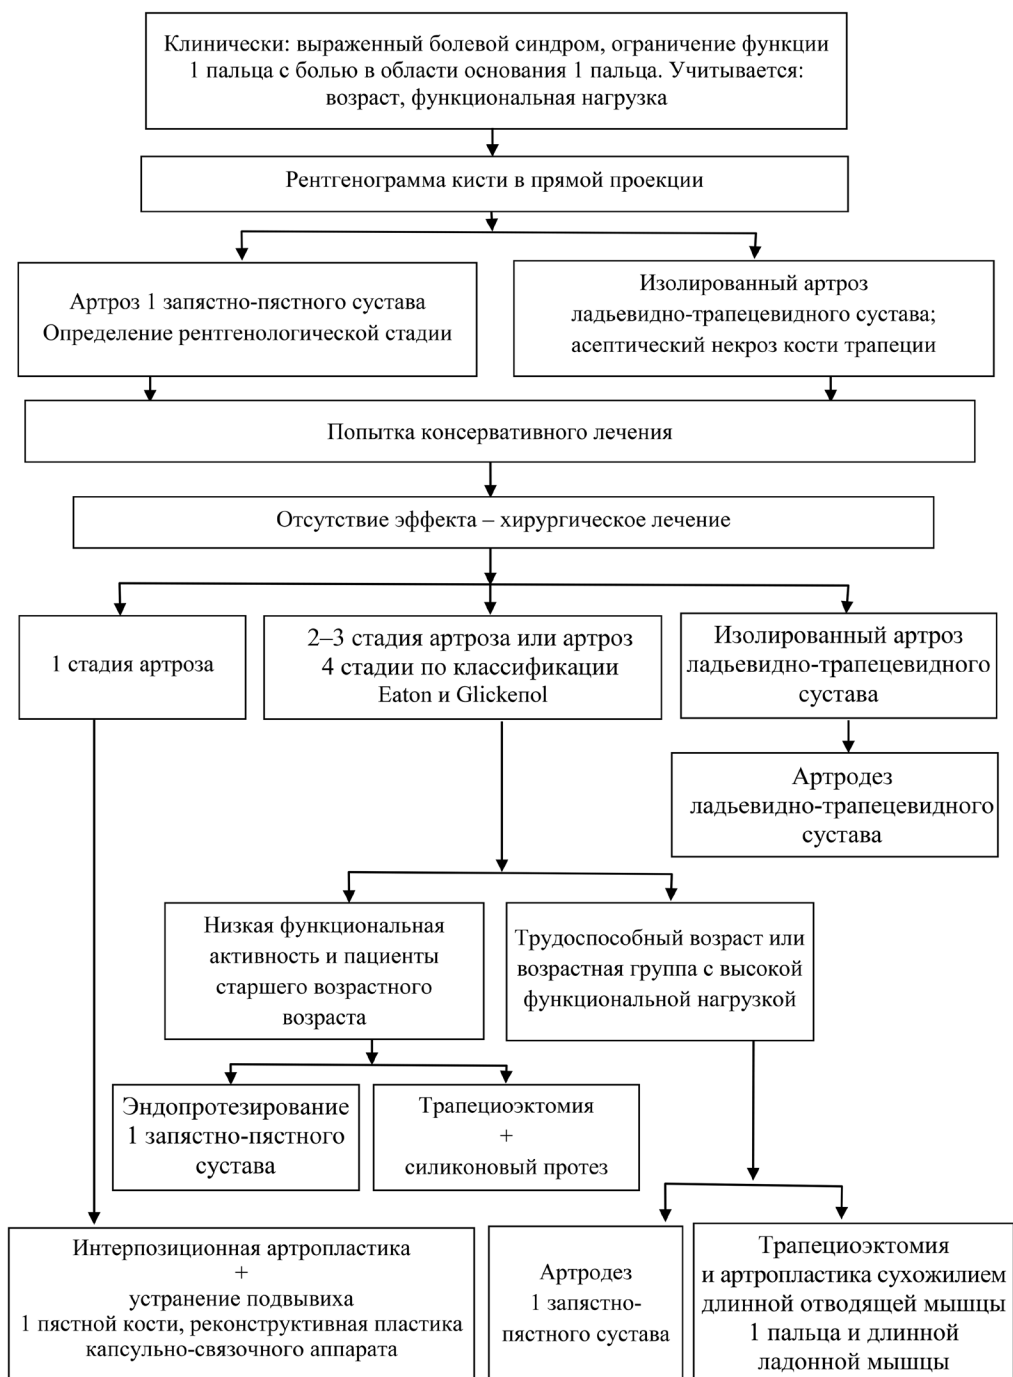 Клинически: выраженный болевой синдром, ограничение функции
1 пальца с болью в области основания 1 пальца. Учитывается:
возраст, функциональная нагрузка
Рентгенограмма кисти в прямой проекции
Артроз 1 запястно-пястного сустава
Определение рентгенологической стадии
Изолированный артроз
ладьевидно-трапецевидного сустава;
асептический некроз кости трапеции
Попытка консервативного лечения
Отсутствие эффекта – хирургическое лечение
1 стадия артроза
2–3 стадия артроза или артроз
4 стадии по классификации
Eaton и Glickenol
Изолированный артроз
ладьевидно-трапецевидного
сустава
Артродез
ладьевидно-трапецевидного
сустава
Низкая функциональная
активность и пациенты
старшего возрастного
возраста
Трудоспособный возраст или
возрастная группа с высокой
функциональной нагрузкой
Эндопротезирование
1 запястно-пястного
сустава
Трапециоэктомия
+
силиконовый протез
Интерпозиционная артропластика
+
устранение подвывиха
1 пястной кости, реконструктивная пластика
капсульно-связочного аппарата
Артродез
1 запястно-
пястного сустава
Трапециоэктомия
и артропластика сухожилием
длинной отводящей мышцы
1 пальца и длинной
ладонной мышцы